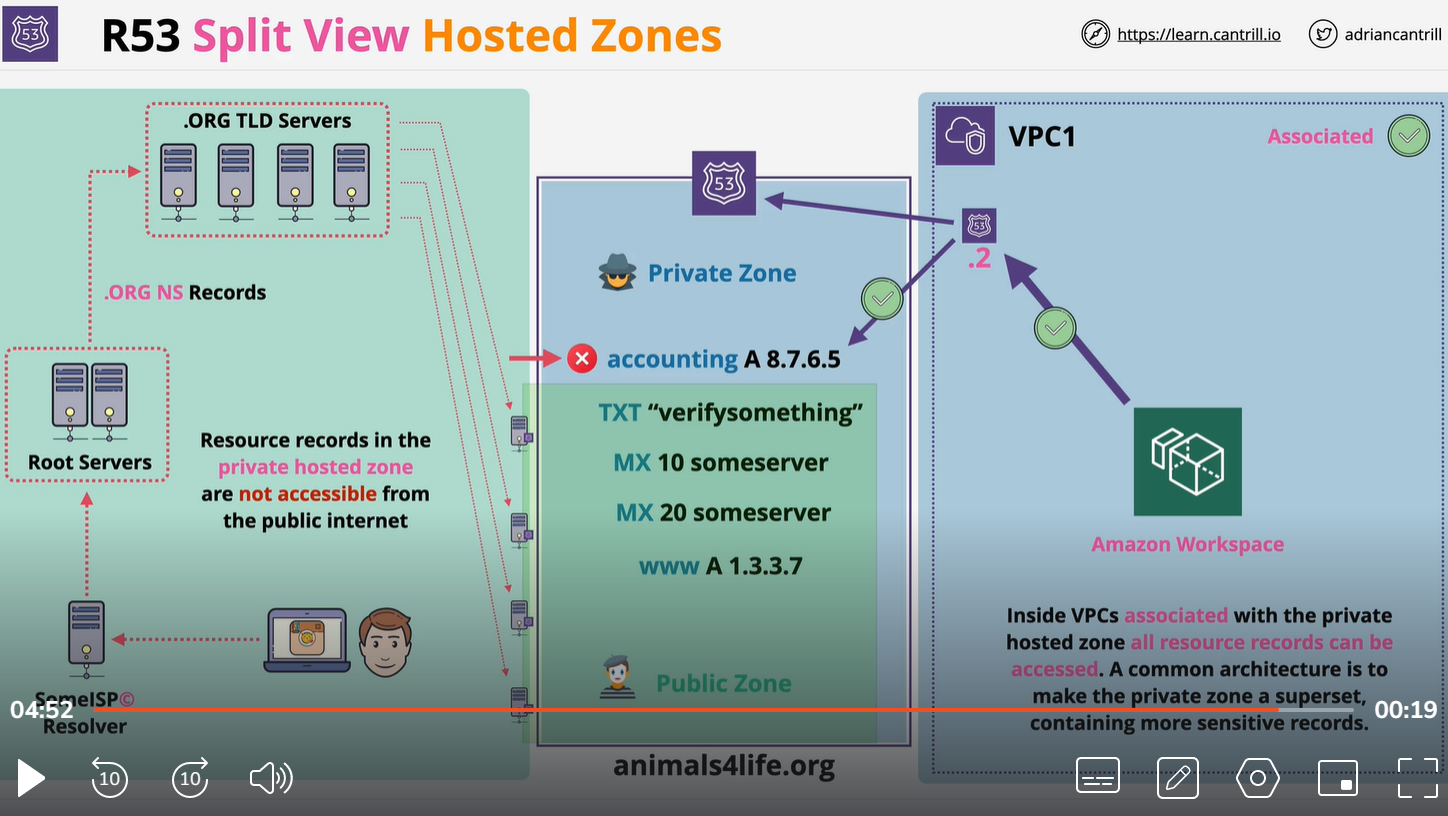 53
R53 Split View Hosted Zones
https://learn.cantrill.io
adriancantrill
.ORG TLD Servers
.ORG NS Records
Root Servers
Resource records in the
private hosted zone
are not accessible from
the public internet
SomeISP©
Resolver
53
Private Zone
accounting A 8.7.6.5
TXT “verifysomething”
MX 10 someserver
MX 20 someserver
www A 1.3.3.7
Public Zone
animals4life.org
VPC1
Associated
53
.2
Amazon Workspace
Inside VPCs associated with the private
hosted zone all resource records can be
accessed. A common architecture is to
make the private zone a superset,
containing more sensitive records.
04:52
00:19
10
10